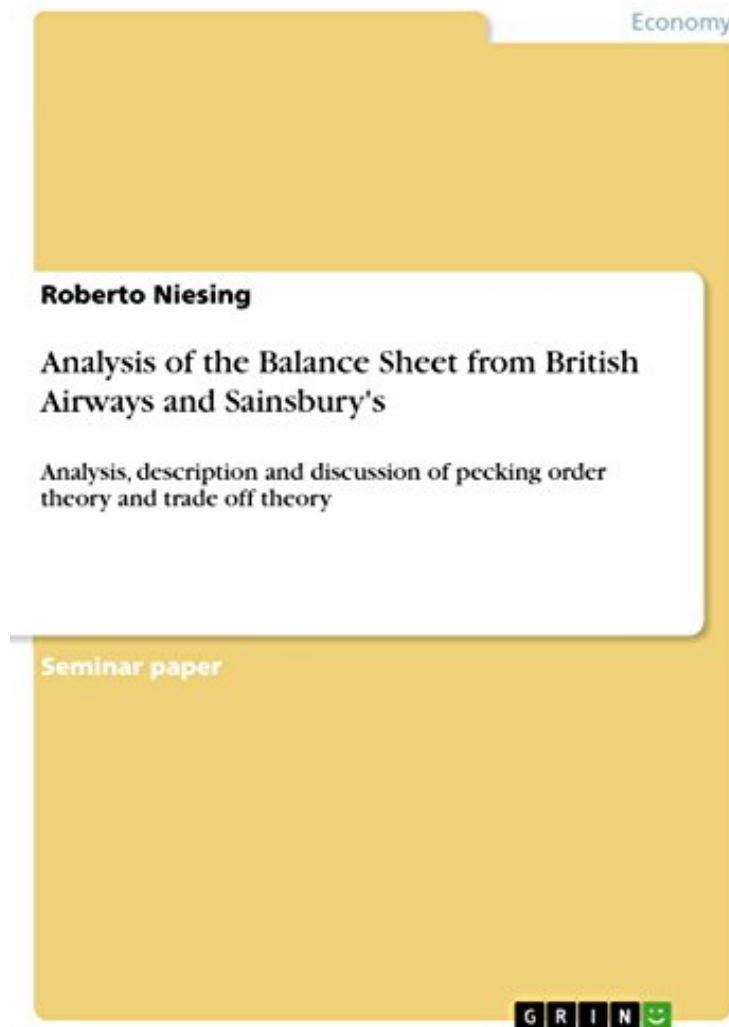 Economy
Roberto Niesing
Analysis of the Balance Sheet from British
Airways and Sainsbury's
Analysis, description and discussion of pecking order
theory and trade off theory
Seminar paper
GRIN